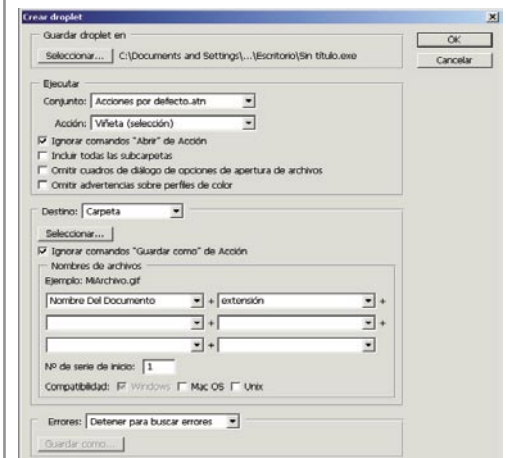 Crear droplet
Guardar droplet en
Seleccionar... C:\Documents and Settings\...\Escritorio\Sin título.exe
OK
Cancelar
Ejecutar
Conjunto: Acciones por defecto.atn
Acción: Viñeta (selección)
Ignorar comandos "Abrir" de Acción
Incluir todas las subcarpetas
Omitir cuadros de diálogo de opciones de apertura de archivos
Omitir advertencias sobre perfiles de color
Destino: Carpeta
Seleccionar...
Ignorar comandos "Guardar como" de Acción
Nombres de archivos
Ejemplo: MiArchivo.gif
Nombre Del Documento + extensión +
+ +
+
Nº de serie de inicio: 1
Compatibilidad: Windows Mac OS Unix
Errores: Detener para buscar errores
Guardar como...